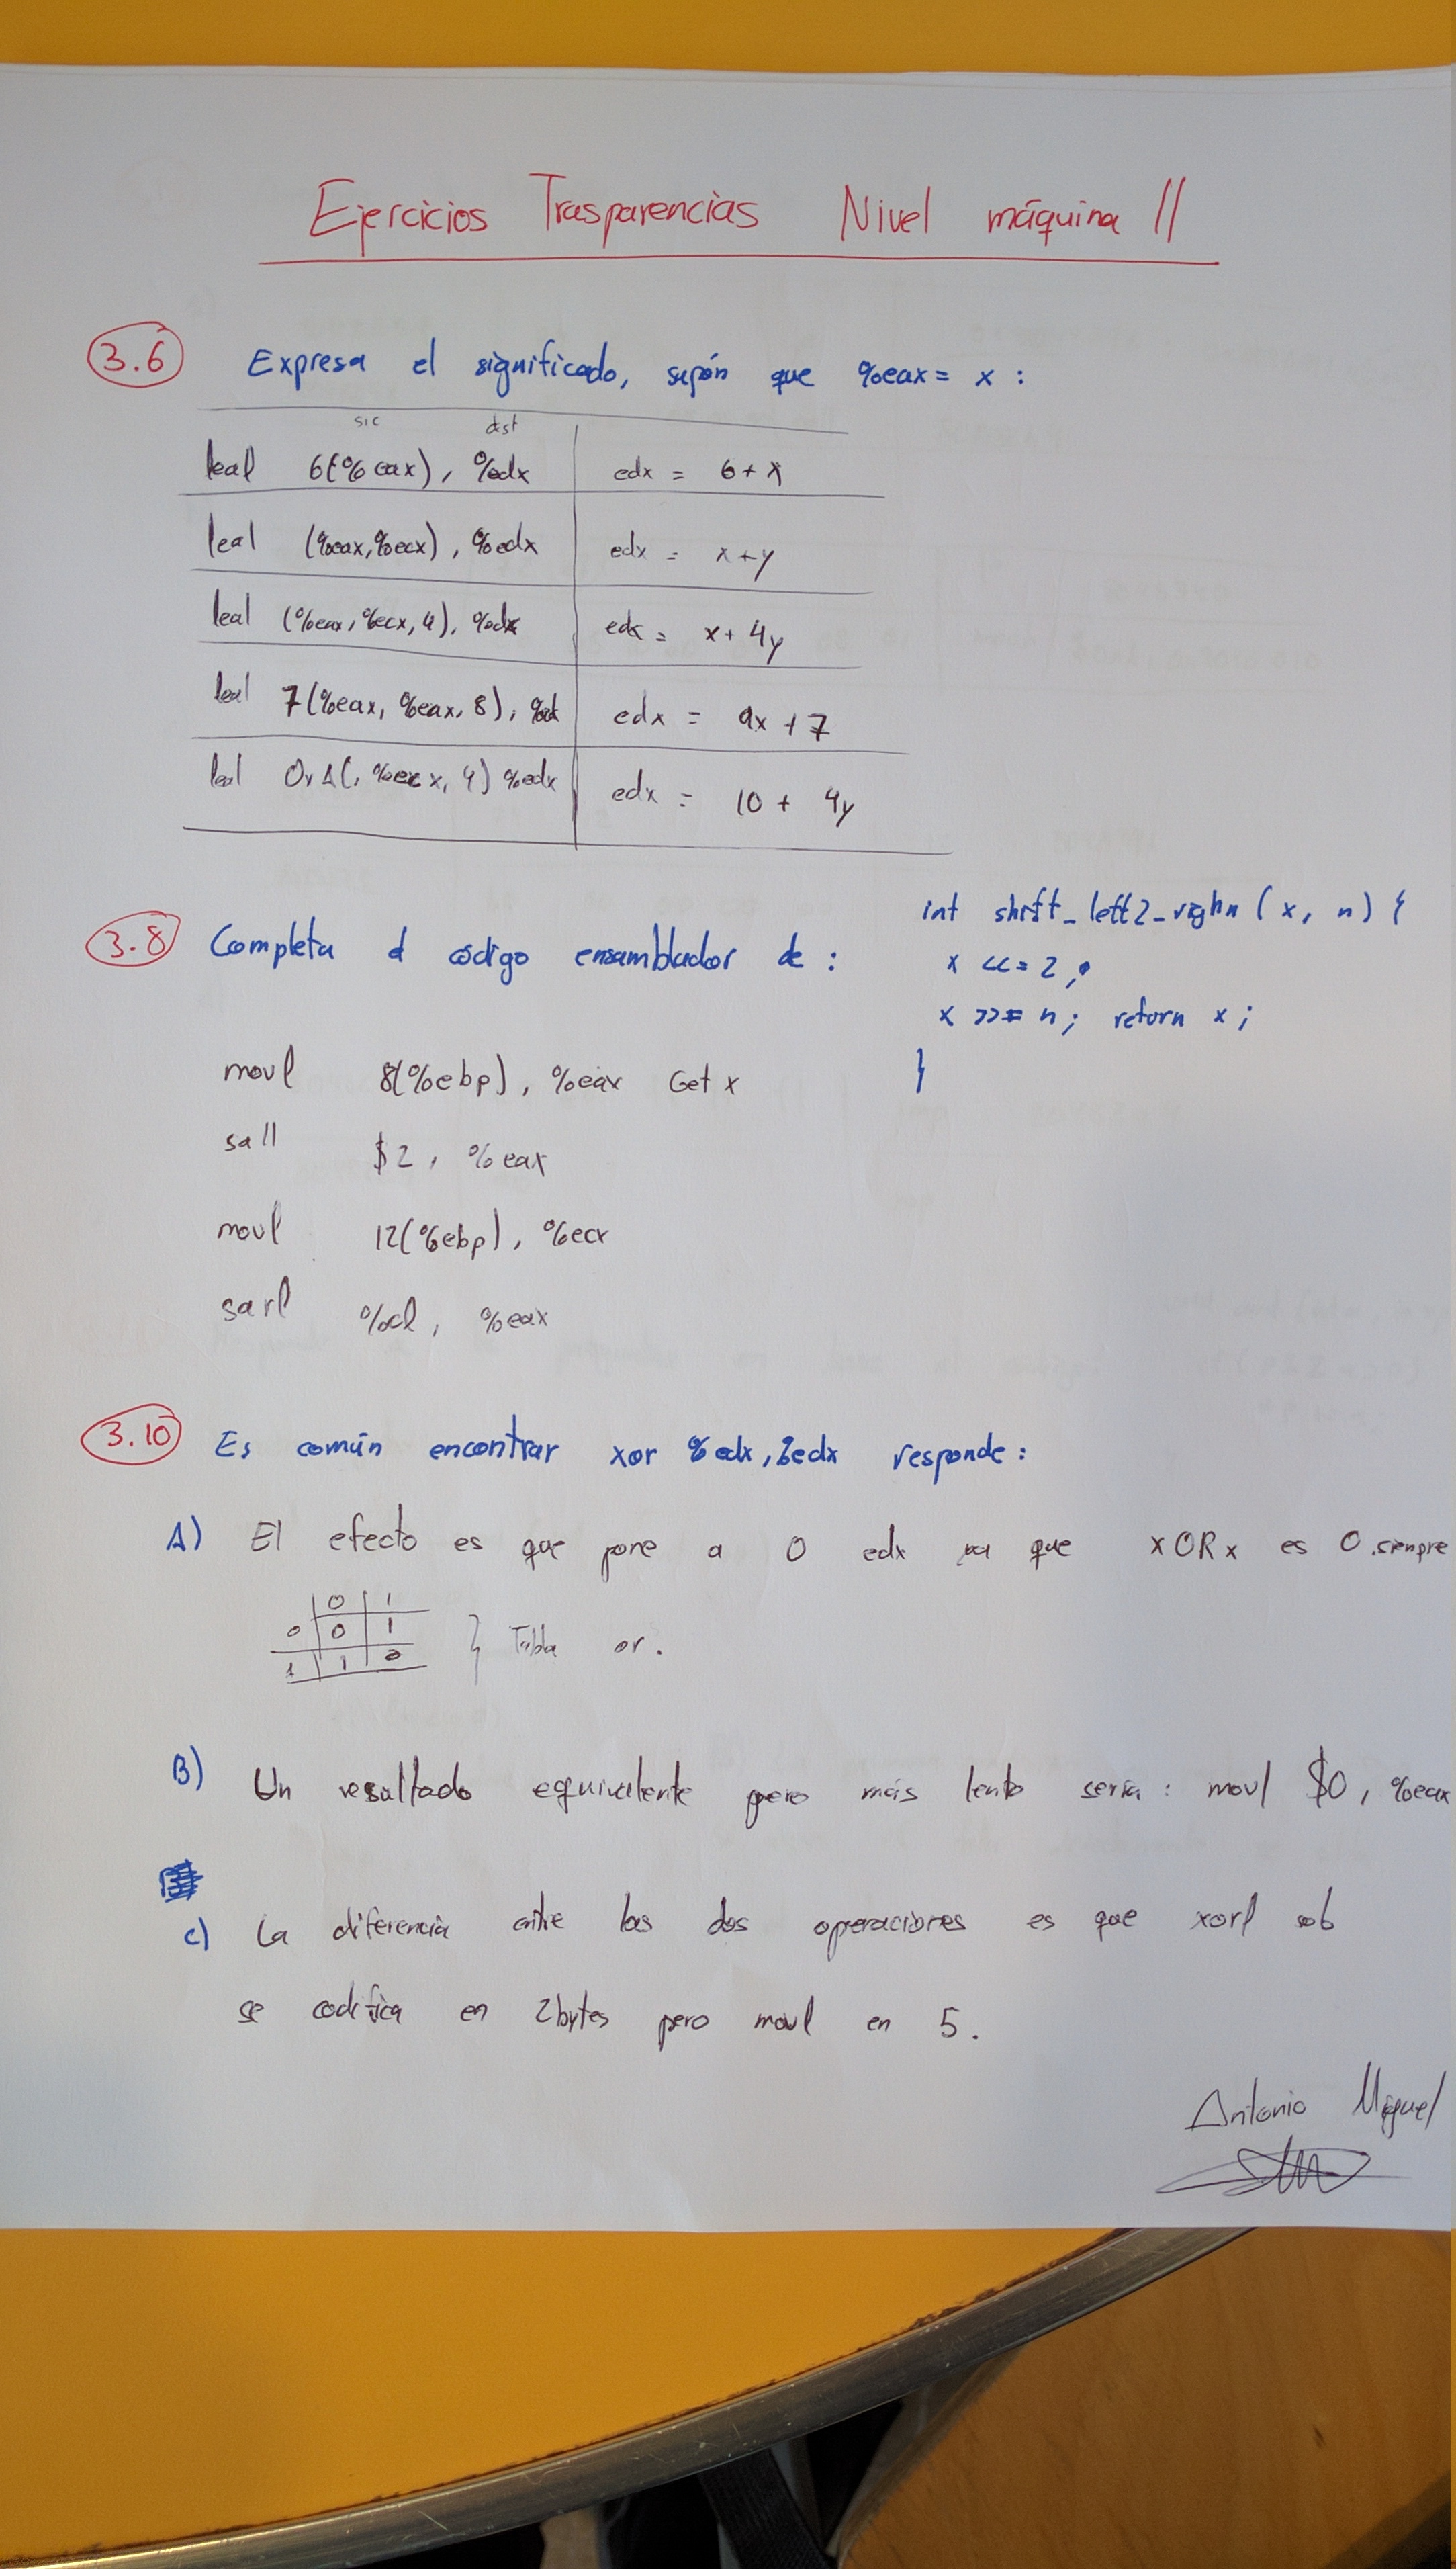 Ejercicios Trasparencias Nivel máquina II
3.6 Expresa el significado, supón que %eax = x :
src dest
leal 6(%eax), %edx edx = 6 + x
leal (%eax,%ecx), %edx edx = x+y
leal (%eax, %ecx, 4), %edx edx = x + 4y
leal 7(%eax, %eax, 8), %edx edx = 9x + 7
leal 0xA(, %ecx, 4) %edx edx = 10 + 4y
3.8 Completa el código ensamblador de :
int shift_left2_righn (x, n) {
x <<= 2;
x >>= n; return x;
}
movl 8(%ebp), %eax Get x
sall $2, %eax
movl 12(%ebp), %ecx
sarl %cl, %eax
3.10 Es común encontrar xor %edx, %edx responde :
A) El efecto es que pone a 0 edx ya que xORx es 0 siempre
0 1
0 0 1
1 1 0
} Tabla or.
B) Un resultado equivalente pero más lento sería : movl $0, %eax
C) La diferencia entre las dos operaciones es que xorl
se codifica en 2bytes pero movl en 5.
Antonio Miguel